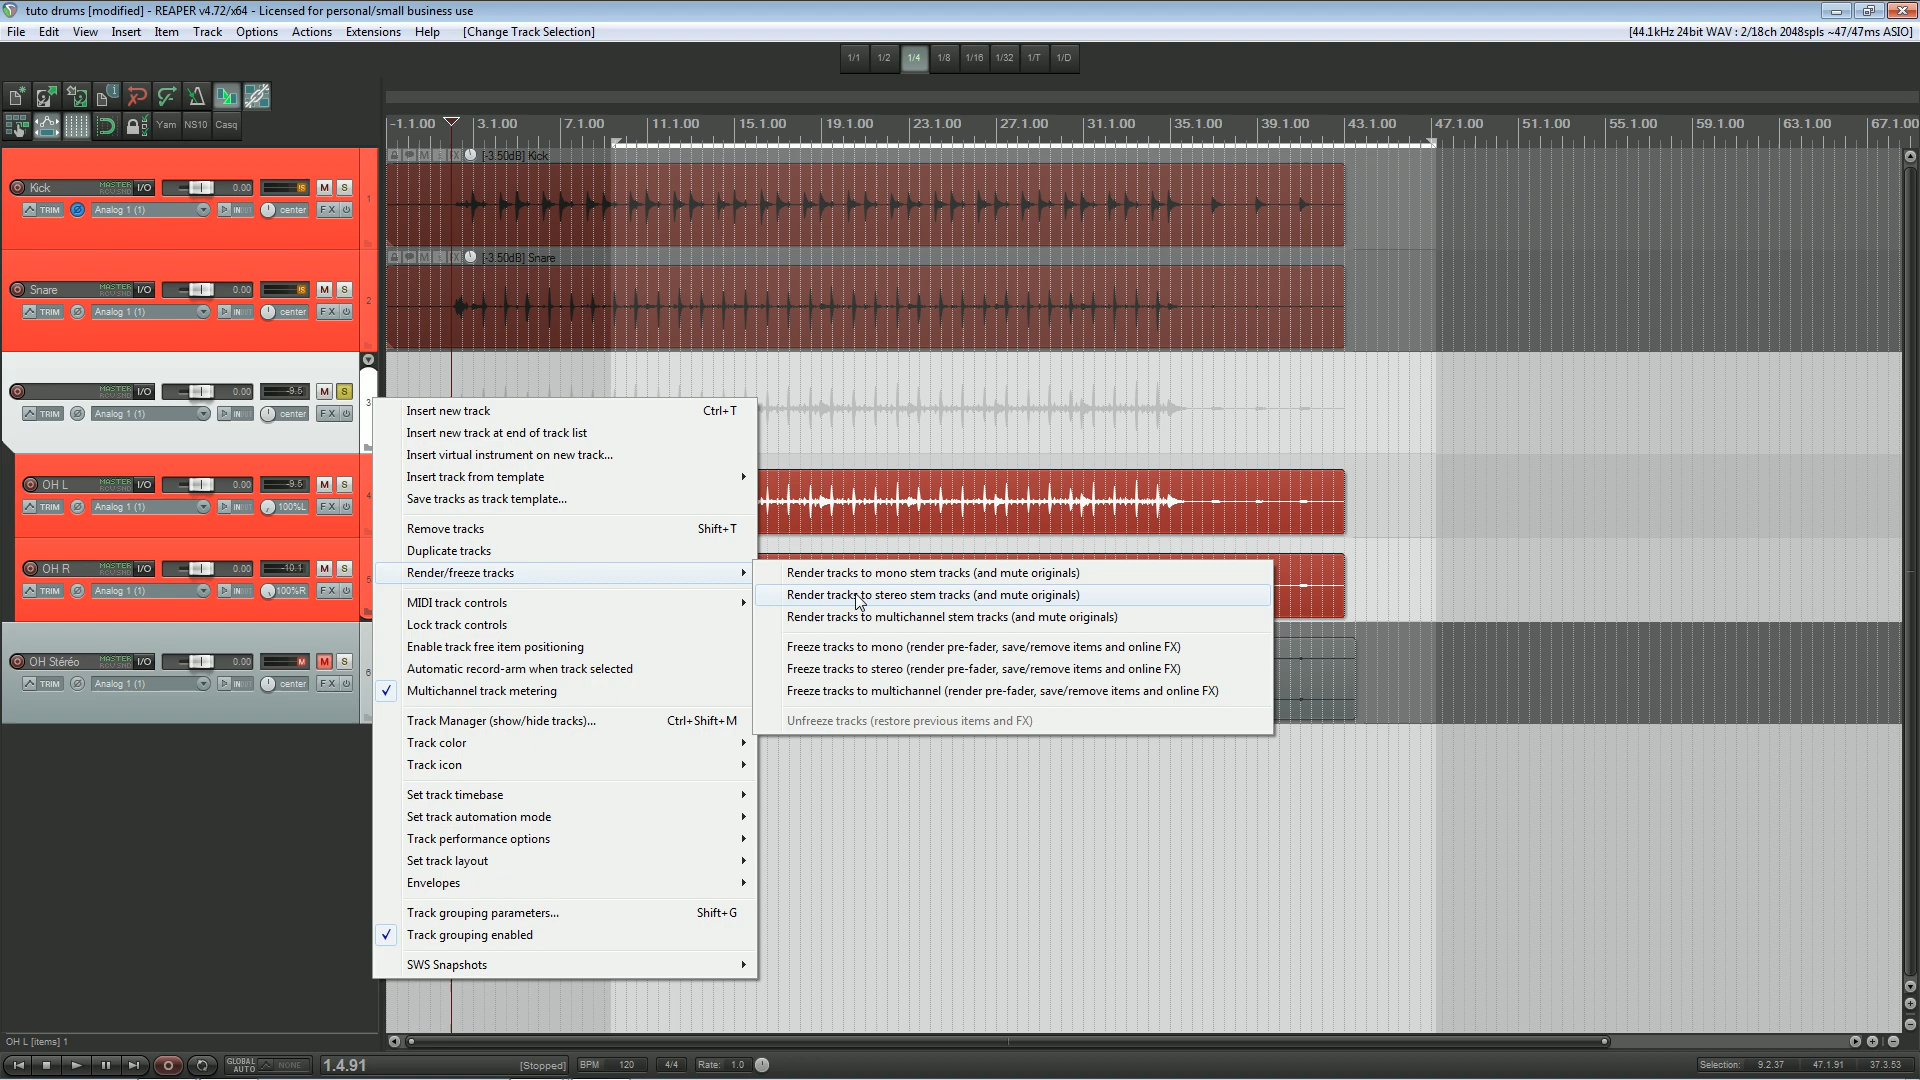 tuto drums [modified] - REAPER v4.72/x64 - Licensed for personal/small business use
File Edit View Insert Item Track Options Actions Extensions Help [Change Track Selection]
[44.1kHz 24bit WAV : 2/18ch 2048spls ~47/47ms ASIO]
1/1 1/2 1/4 1/8 1/16 1/32 1/T 1/D
Yam NS10 Casq
-1.1.00 3.1.00 7.1.00 11.1.00 15.1.00 19.1.00 23.1.00 27.1.00 31.1.00 35.1.00 39.1.00 43.1.00 47.1.00 51.1.00 55.1.00 59.1.00 63.1.00 67.1.00
[-3.50dB] Kick
Kick MASTER I/O 0.00 M S 1
TRIM Analog 1 (1) center FX
[-3.50dB] Snare
Snare MASTER I/O 0.00 M S 2
TRIM Analog 1 (1) center FX
MASTER I/O 0.00 -9.5 M S 3
TRIM Analog 1 (1) center FX
OH L MASTER I/O 0.00 -9.5 M S 4
TRIM Analog 1 (1) 100%L FX
OH R MASTER I/O 0.00 -10.1 M S 5
TRIM Analog 1 (1) 100%R FX
OH Stéréo MASTER I/O 0.00 M M S 6
TRIM Analog 1 (1) center FX
Insert new track Ctrl+T
Insert new track at end of track list
Insert virtual instrument on new track...
Insert track from template
Save tracks as track template...
Remove tracks Shift+T
Duplicate tracks
Render/freeze tracks
MIDI track controls
Lock track controls
Enable track free item positioning
Automatic record-arm when track selected
Multichannel track metering
Track Manager (show/hide tracks)... Ctrl+Shift+M
Track color
Track icon
Set track timebase
Set track automation mode
Track performance options
Set track layout
Envelopes
Track grouping parameters... Shift+G
Track grouping enabled
SWS Snapshots
Render tracks to mono stem tracks (and mute originals)
Render tracks to stereo stem tracks (and mute originals)
Render tracks to multichannel stem tracks (and mute originals)
Freeze tracks to mono (render pre-fader, save/remove items and online FX)
Freeze tracks to stereo (render pre-fader, save/remove items and online FX)
Freeze tracks to multichannel (render pre-fader, save/remove items and online FX)
Unfreeze tracks (restore previous items and FX)
OH L [items] 1
GLOBAL AUTO NONE 1.4.91 [Stopped] BPM 120 4/4 Rate: 1.0 Selection: 9.2.37 47.1.91 37.3.53